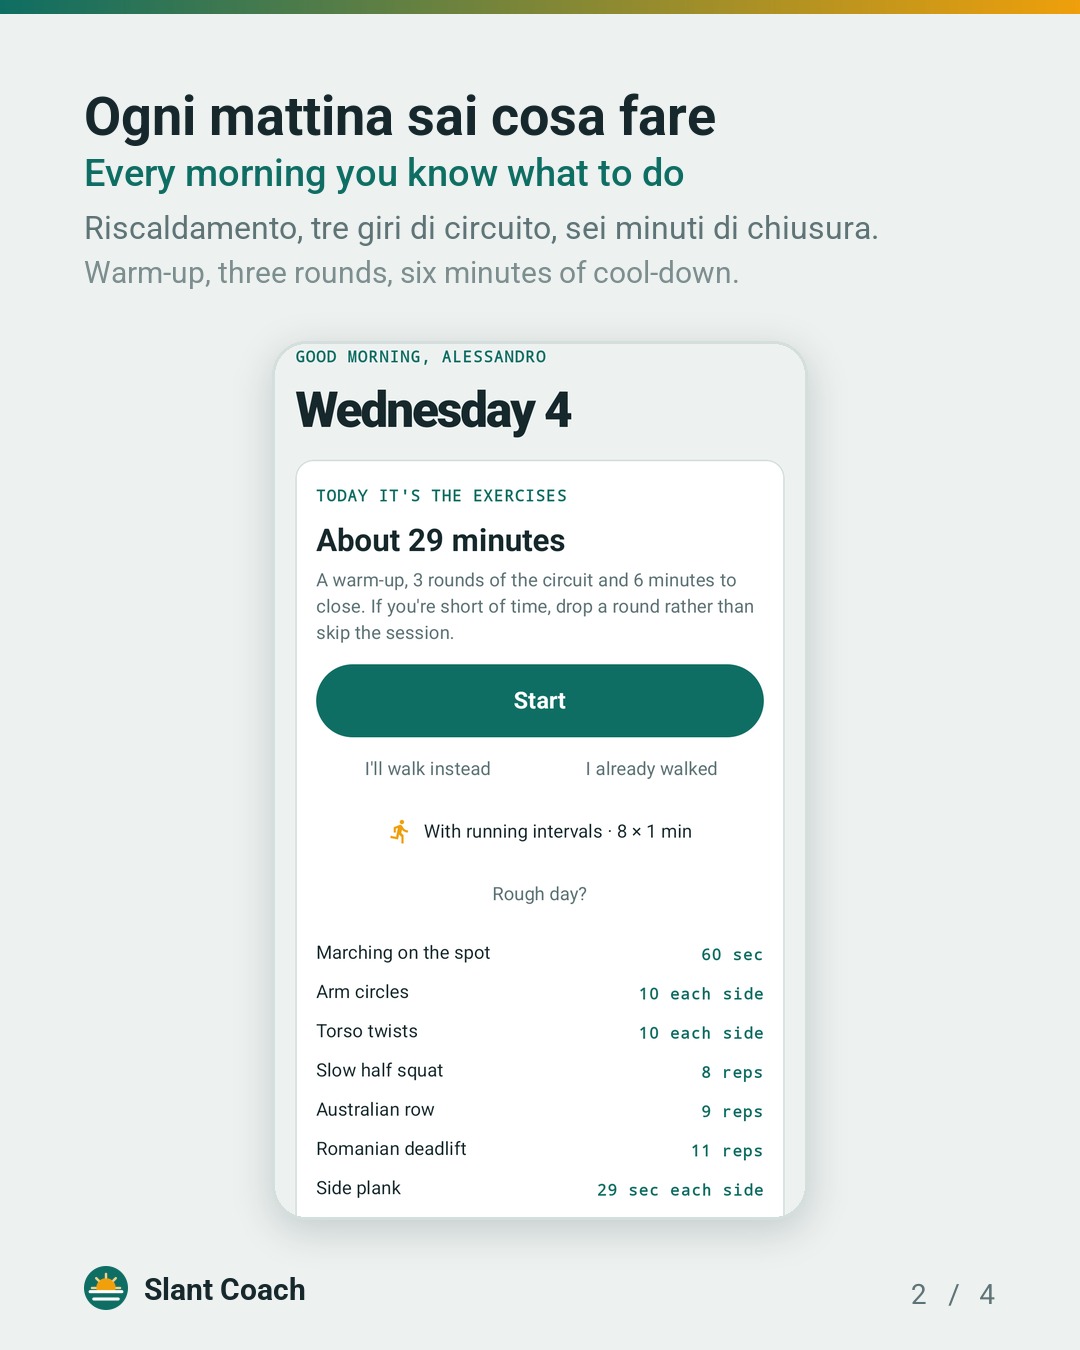 Ogni mattina sai cosa fare
Every morning you know what to do
Riscaldamento, tre giri di circuito, sei minuti di chiusura.
Warm-up, three rounds, six minutes of cool-down.
GOOD MORNING, ALESSANDRO
Wednesday 4
TODAY IT'S THE EXERCISES
About 29 minutes
A warm-up, 3 rounds of the circuit and 6 minutes to
close. If you're short of time, drop a round rather than
skip the session.
Start
I'll walk instead I already walked
With running intervals · 8 × 1 min
Rough day?
Marching on the spot 60 sec
Arm circles 10 each side
Torso twists 10 each side
Slow half squat 8 reps
Australian row 9 reps
Romanian deadlift 11 reps
Side plank 29 sec each side
Slant Coach 2 / 4